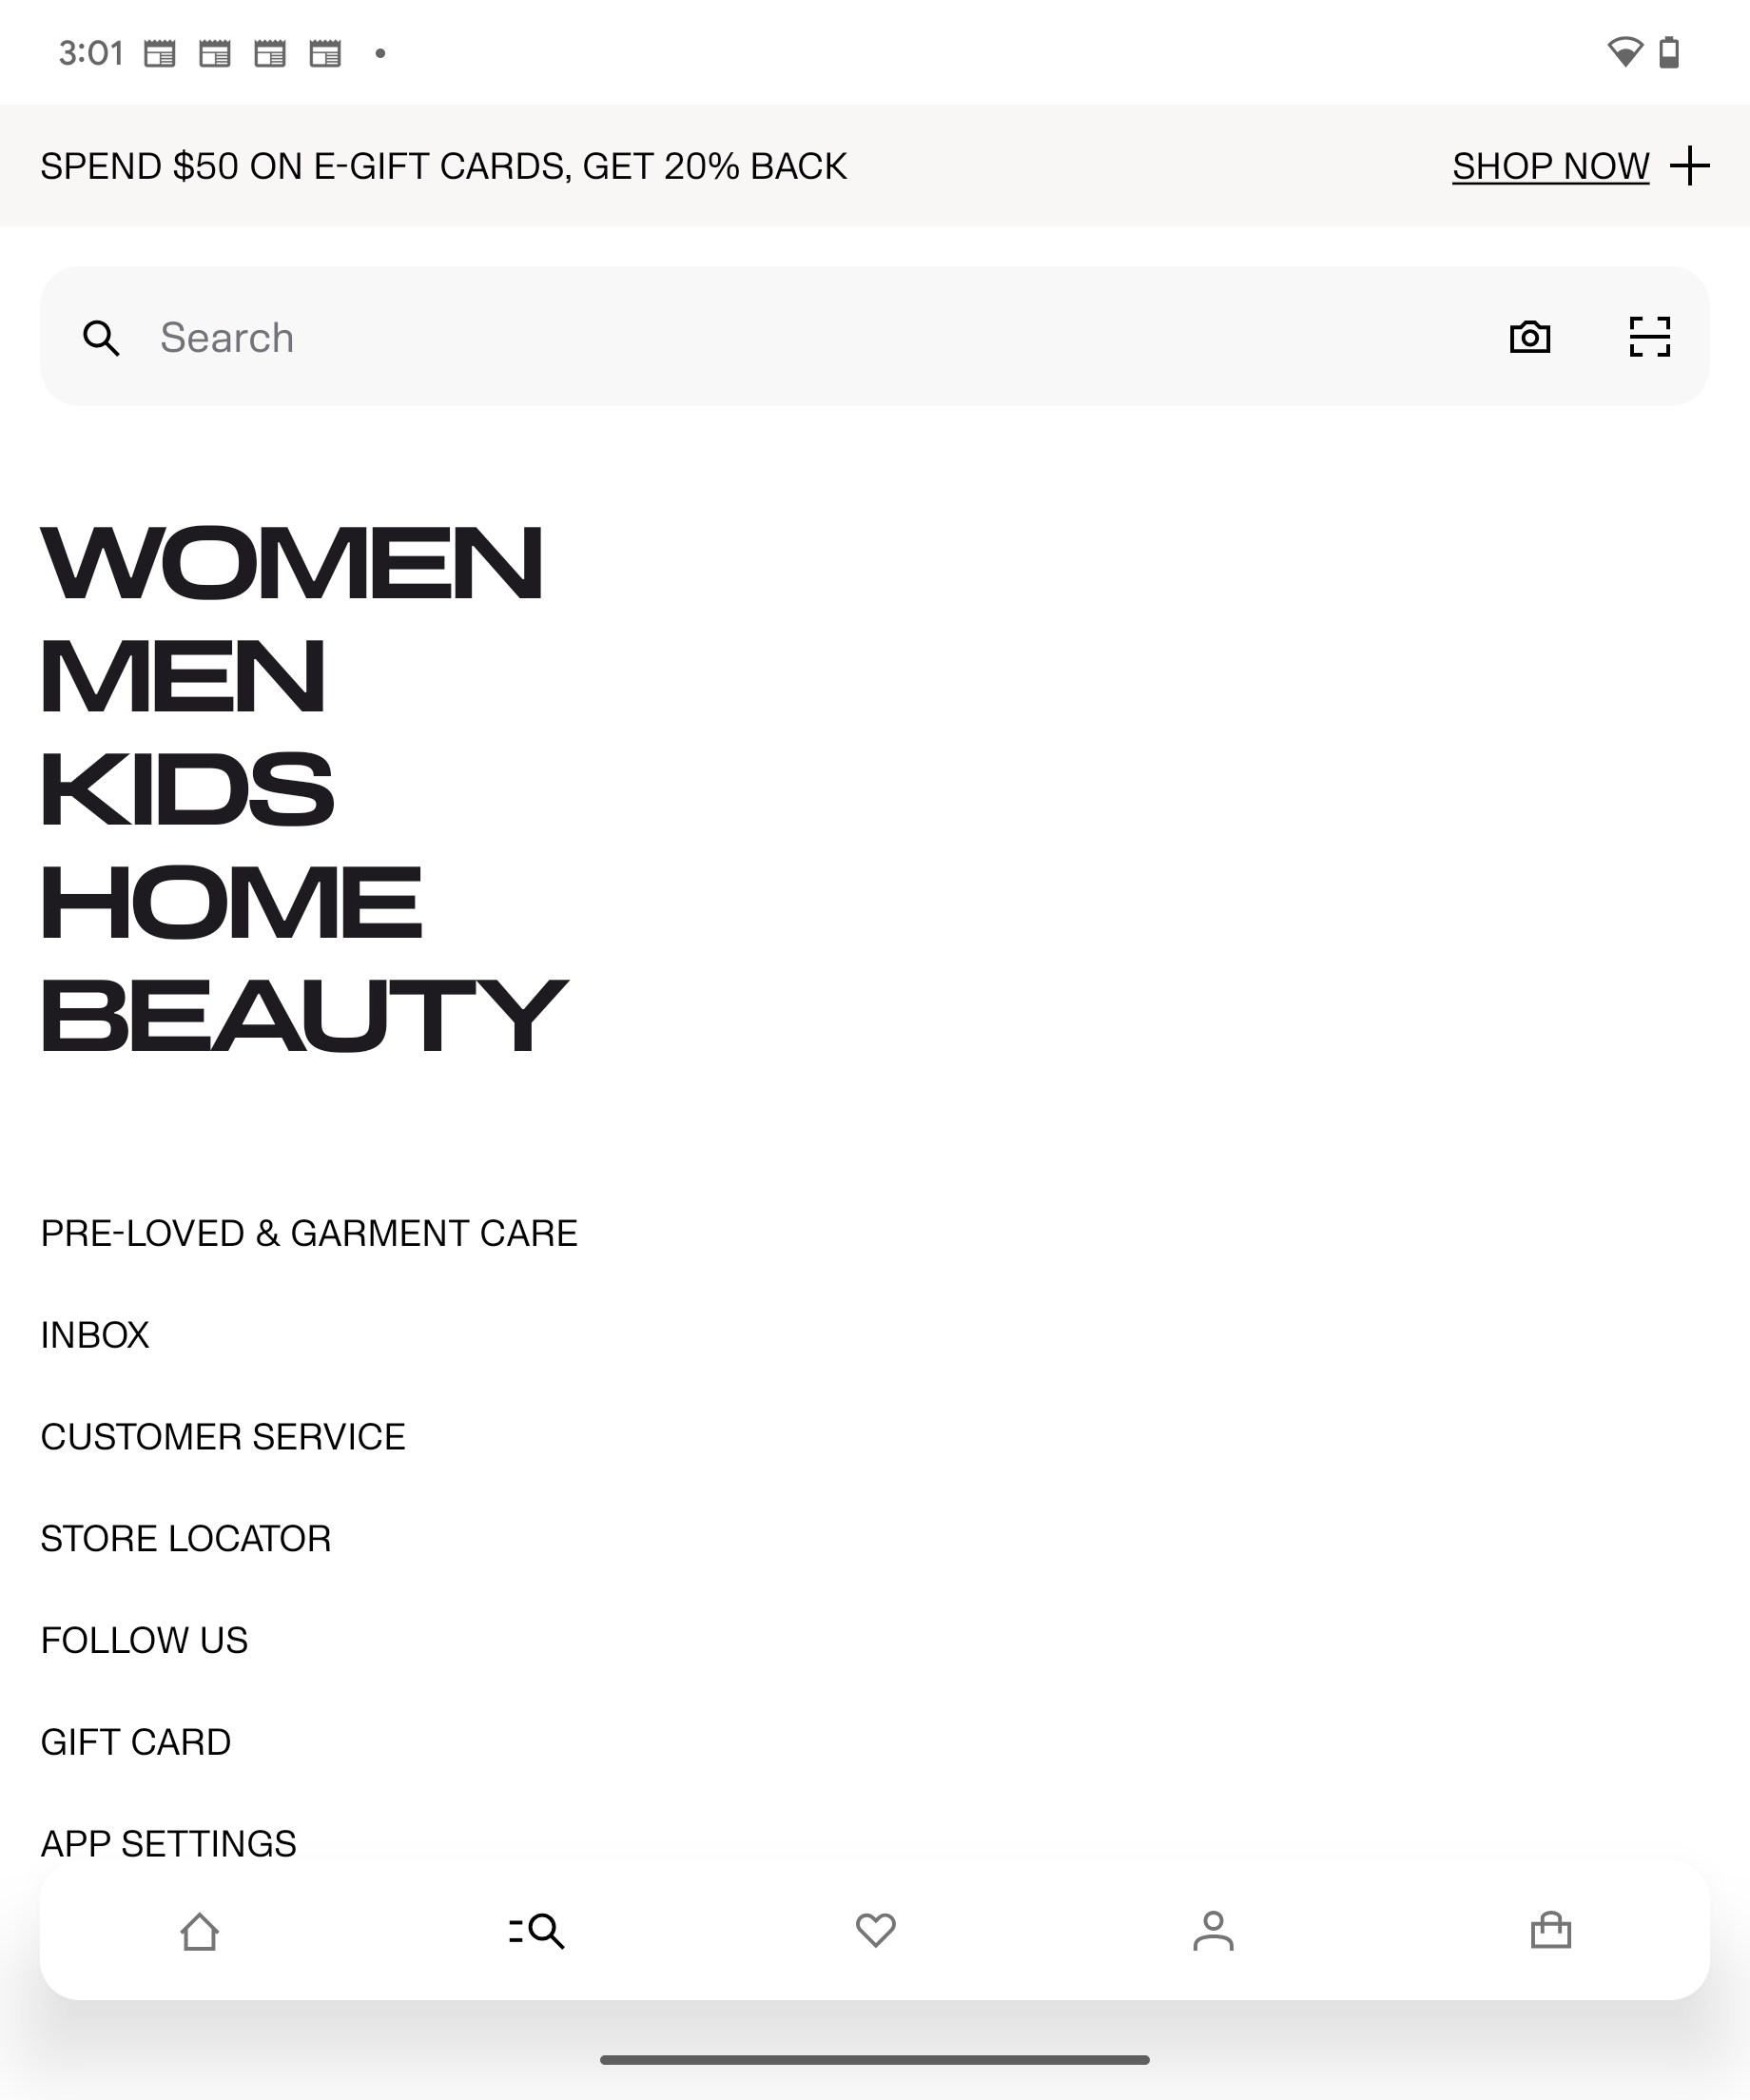 3:01
SPEND $50 ON E-GIFT CARDS, GET 20% BACK SHOP NOW
Search
WOMEN
MEN
KIDS
HOME
BEAUTY
PRE-LOVED & GARMENT CARE
INBOX
CUSTOMER SERVICE
STORE LOCATOR
FOLLOW US
GIFT CARD
APP SETTINGS